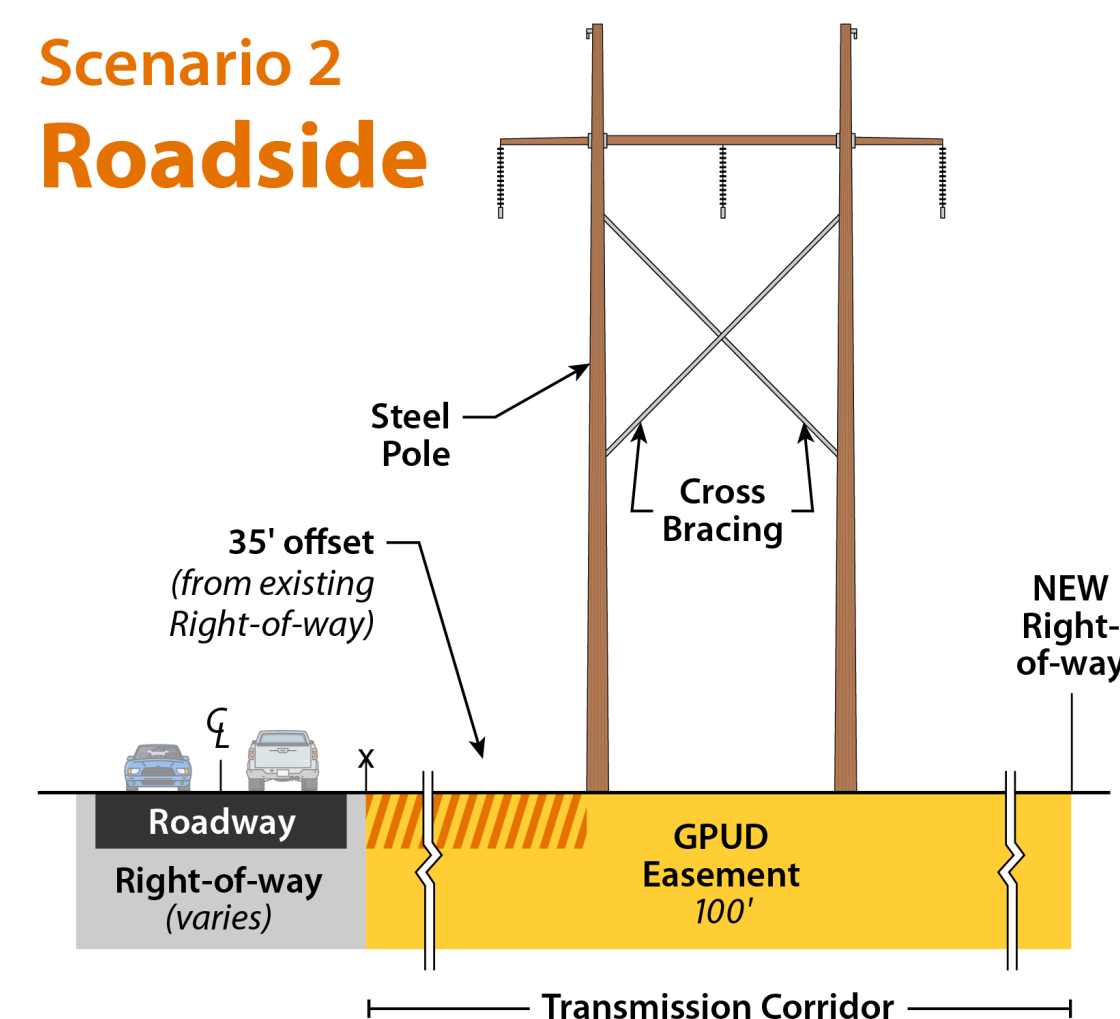 Scenario 2
Roadside
Steel
Pole
Cross
Bracing
35' offset
(from existing
Right-of-way)
NEW
Right-
of-way
℄
x
Roadway
Right-of-way
(varies)
GPUD
Easement
100'
Transmission Corridor